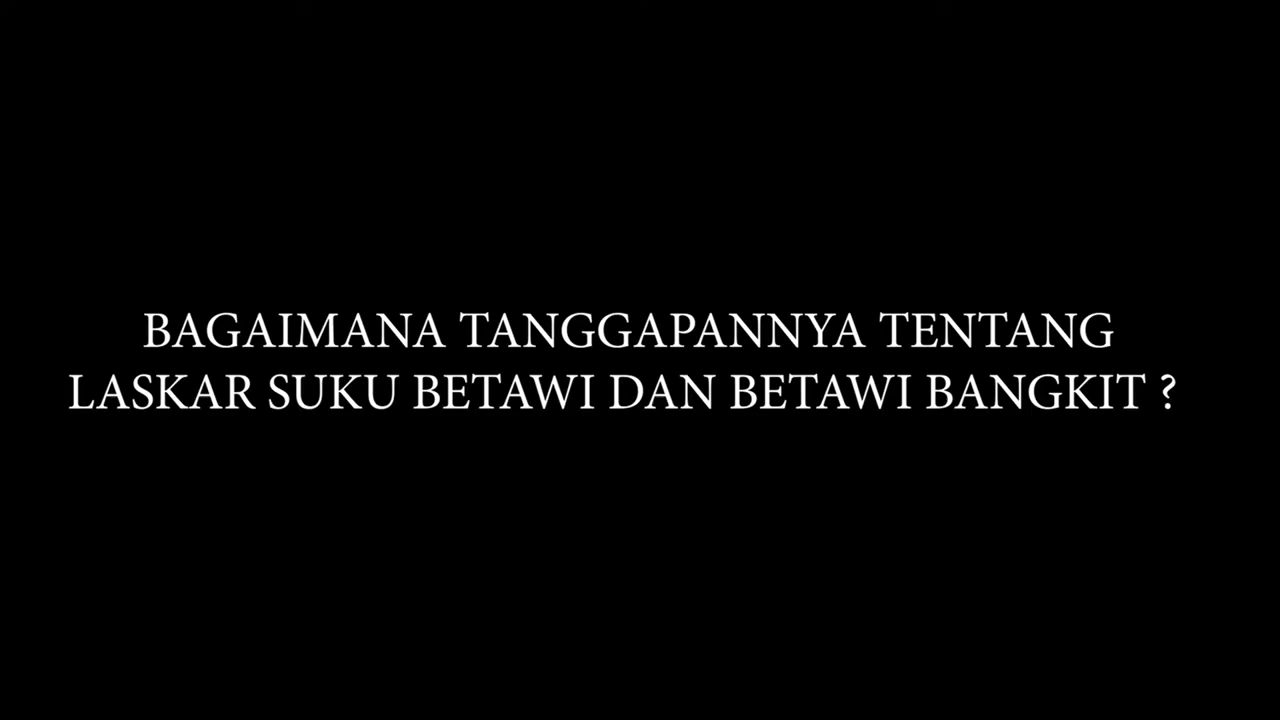 BAGAIMANA TANGGAPANNYA TENTANG
LASKAR SUKU BETAWI DAN BETAWI BANGKIT ?